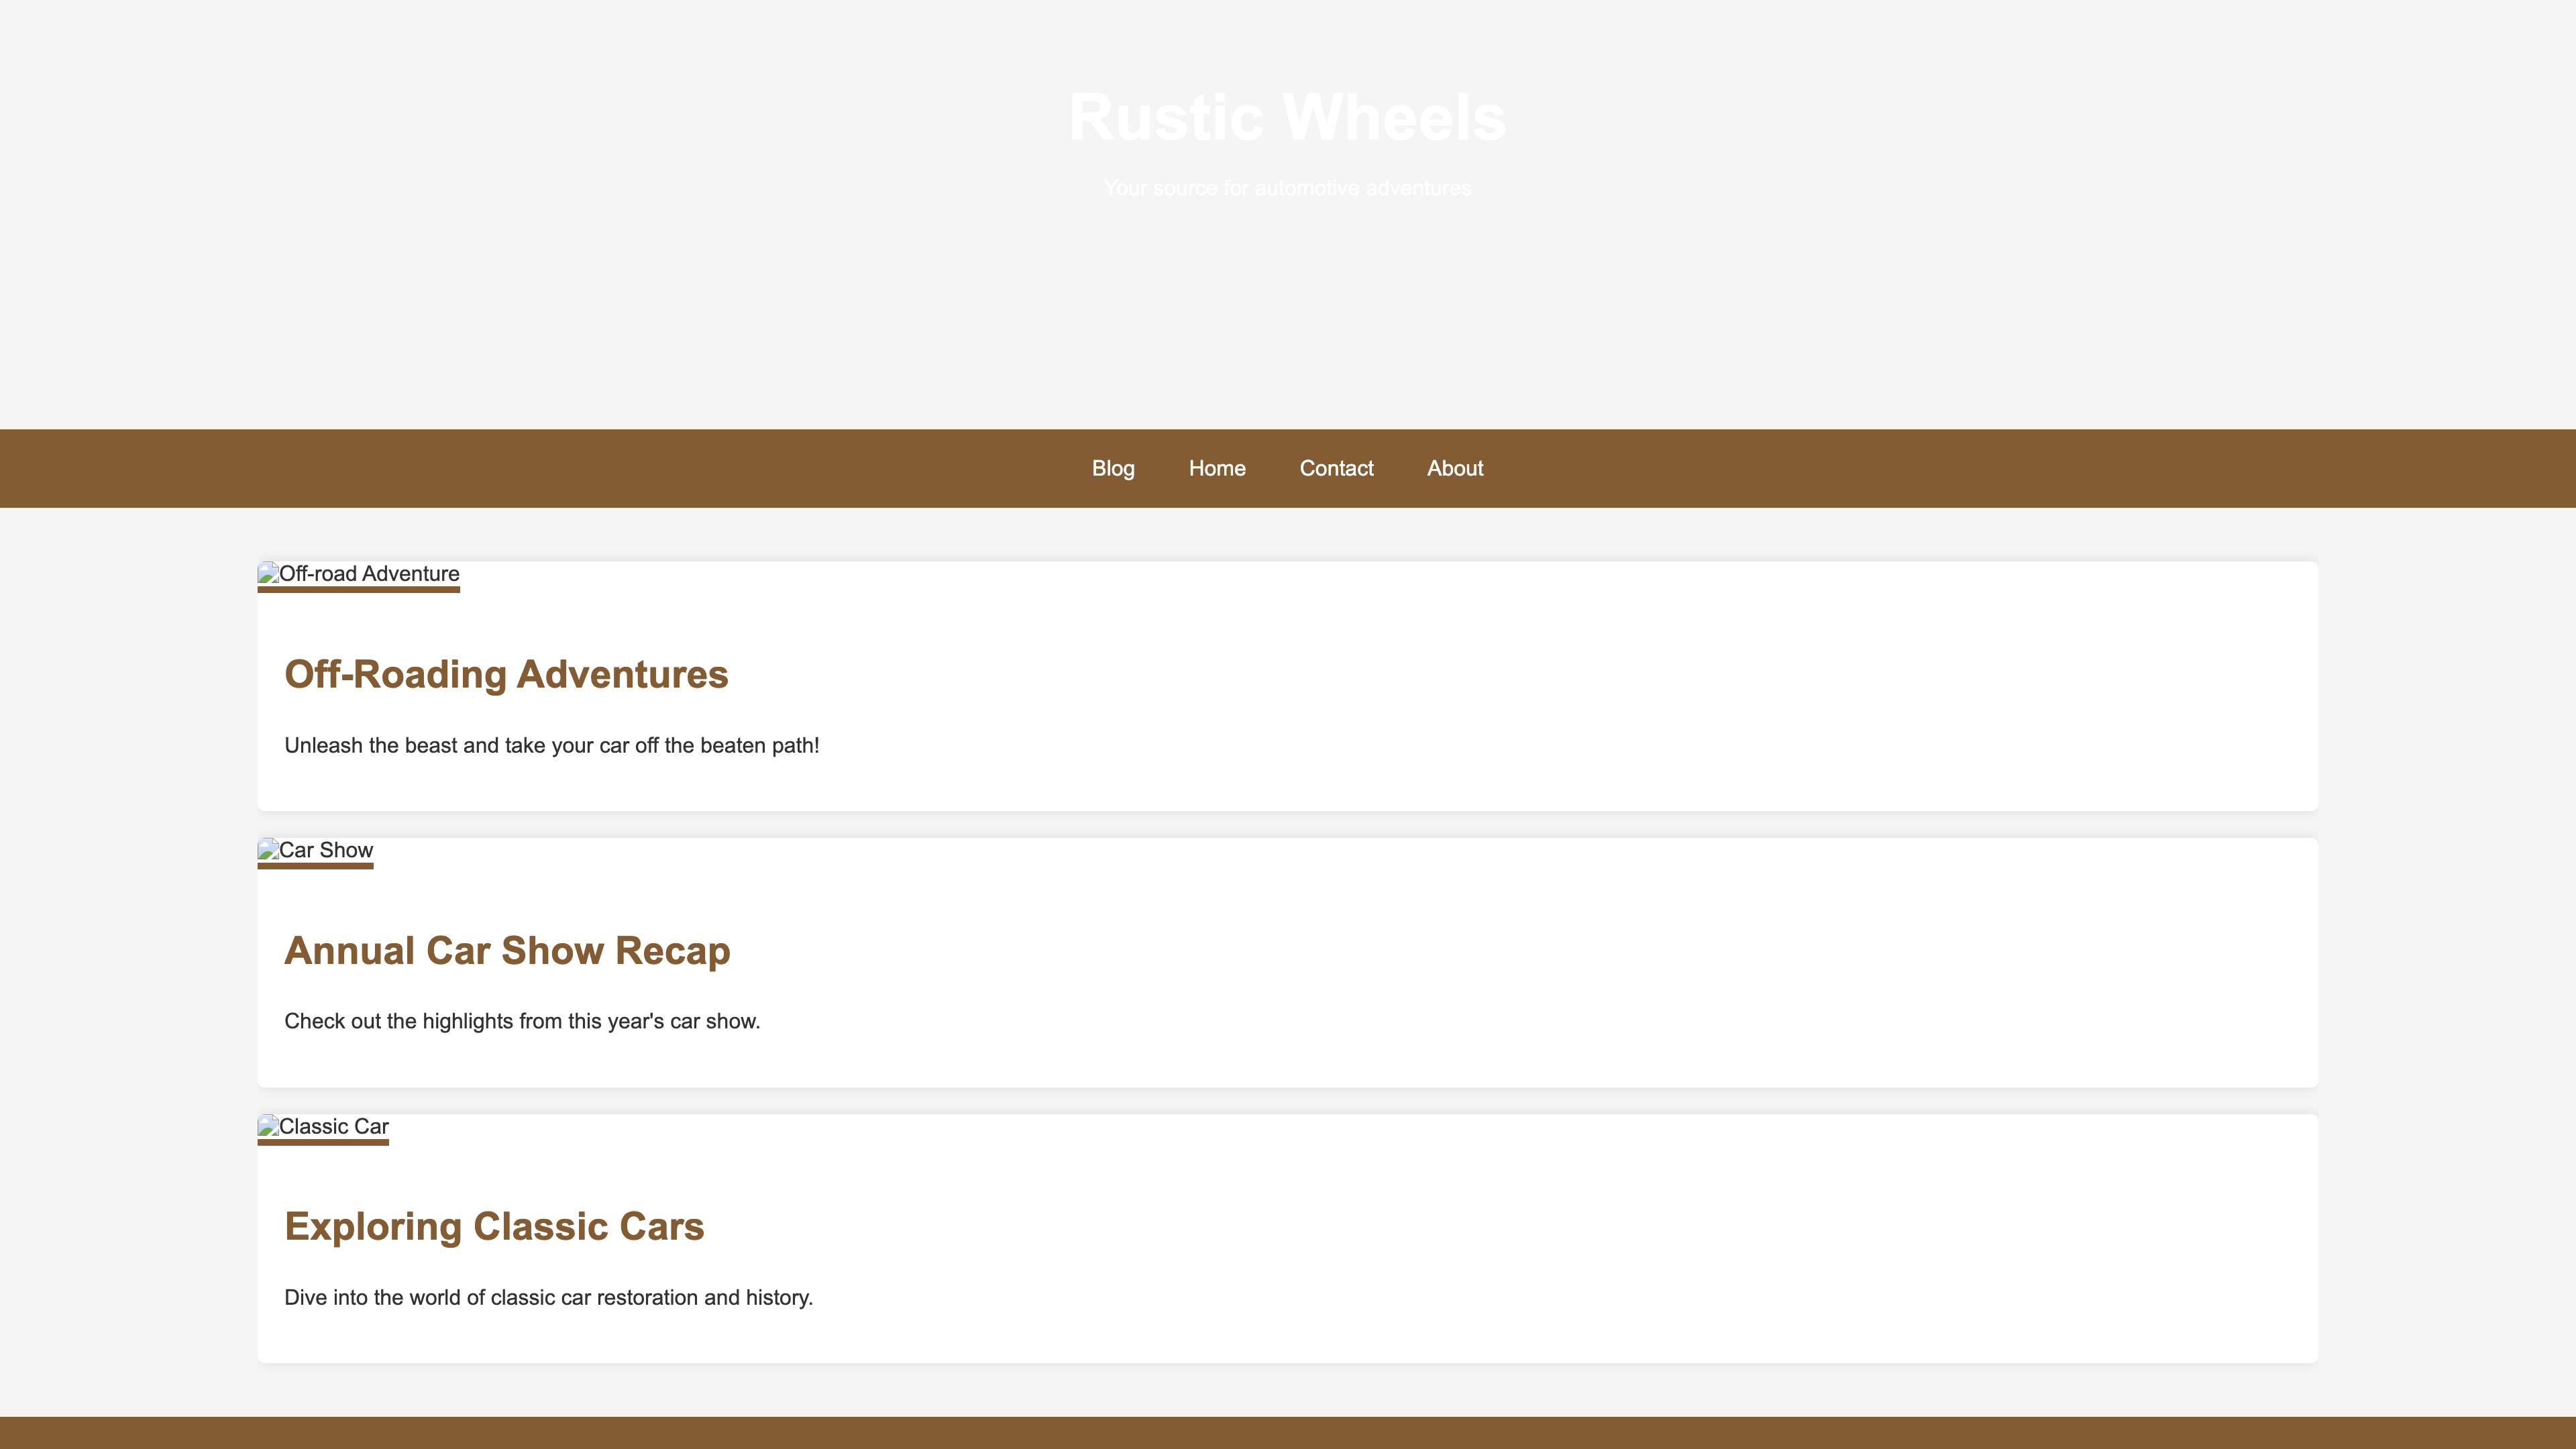 Rustic Wheels
Your source for automotive adventures
Blog Home Contact About
Off-road Adventure
Off-Roading Adventures
Unleash the beast and take your car off the beaten path!
Car Show
Annual Car Show Recap
Check out the highlights from this year's car show.
Classic Car
Exploring Classic Cars
Dive into the world of classic car restoration and history.